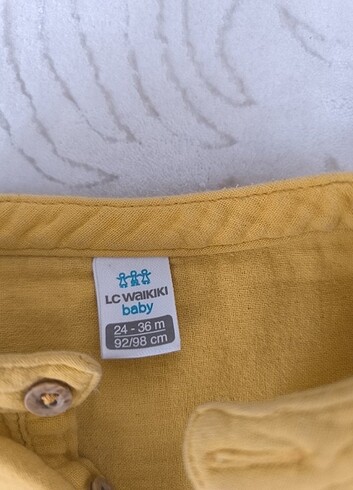 LC WAIKIKI
baby
24 - 36 m
92/98 cm